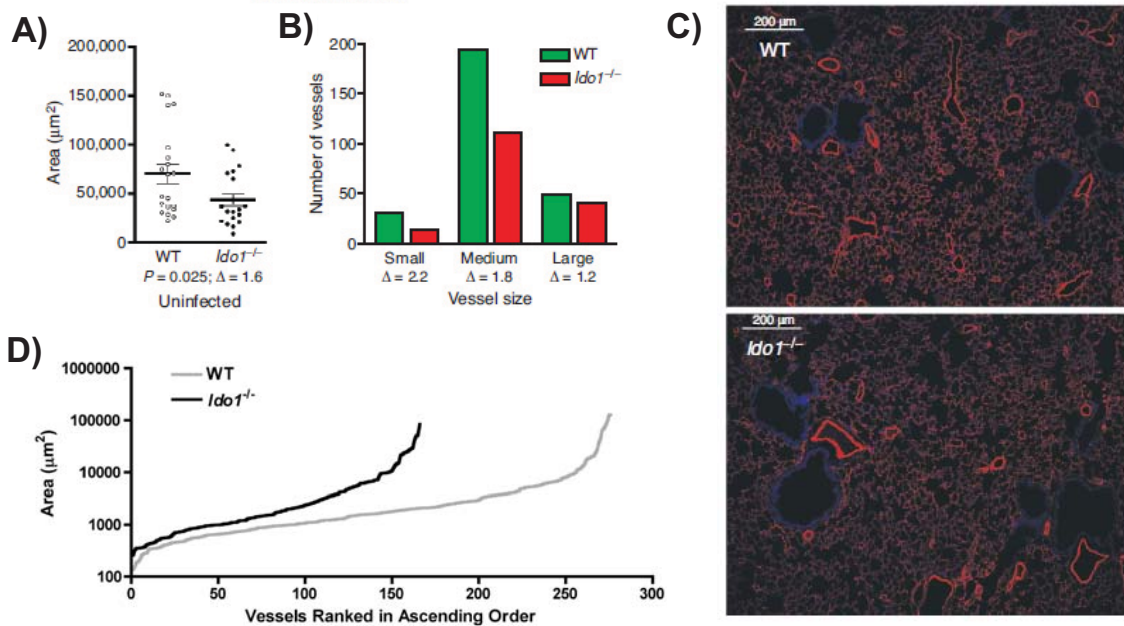 A)
200,000
150,000
100,000
50,000
0
Area (µm²)
WT Ido1⁻/⁻
P = 0.025; Δ = 1.6
Uninfected
B)
200
150
100
50
0
Number of vessels
WT
Ido1⁻/⁻
Small Medium Large
Δ = 2.2 Δ = 1.8 Δ = 1.2
Vessel size
C)
200 µm
WT
200 µm
Ido1⁻/⁻
D)
1000000
100000
10000
1000
100
Area (µm²)
WT
Ido1⁻/⁻
0 50 100 150 200 250 300
Vessels Ranked in Ascending Order